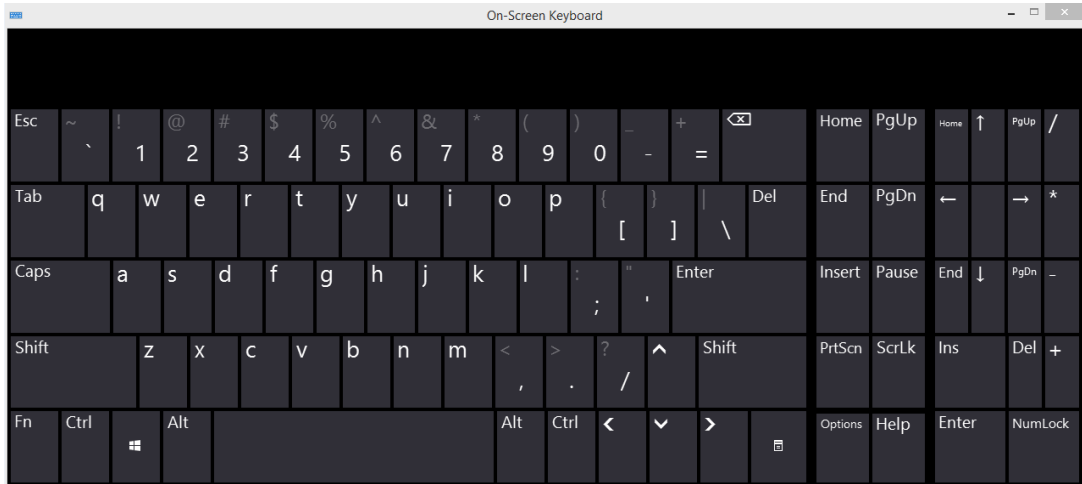 On-Screen Keyboard
Esc ~ ! @ # $ % ^ & * ( ) _ + Home PgUp Home ↑ PgUp /
` 1 2 3 4 5 6 7 8 9 0 - =
Tab q w e r t y u i o p { } | Del End PgDn ← → *
[ ] \
Caps a s d f g h j k l : " Enter Insert Pause End ↓ PgDn -
; '
Shift z x c v b n m < > ? ^ Shift PrtScn ScrLk Ins Del +
, . /
Fn Ctrl Alt Alt Ctrl < ⌄ > Options Help Enter NumLock